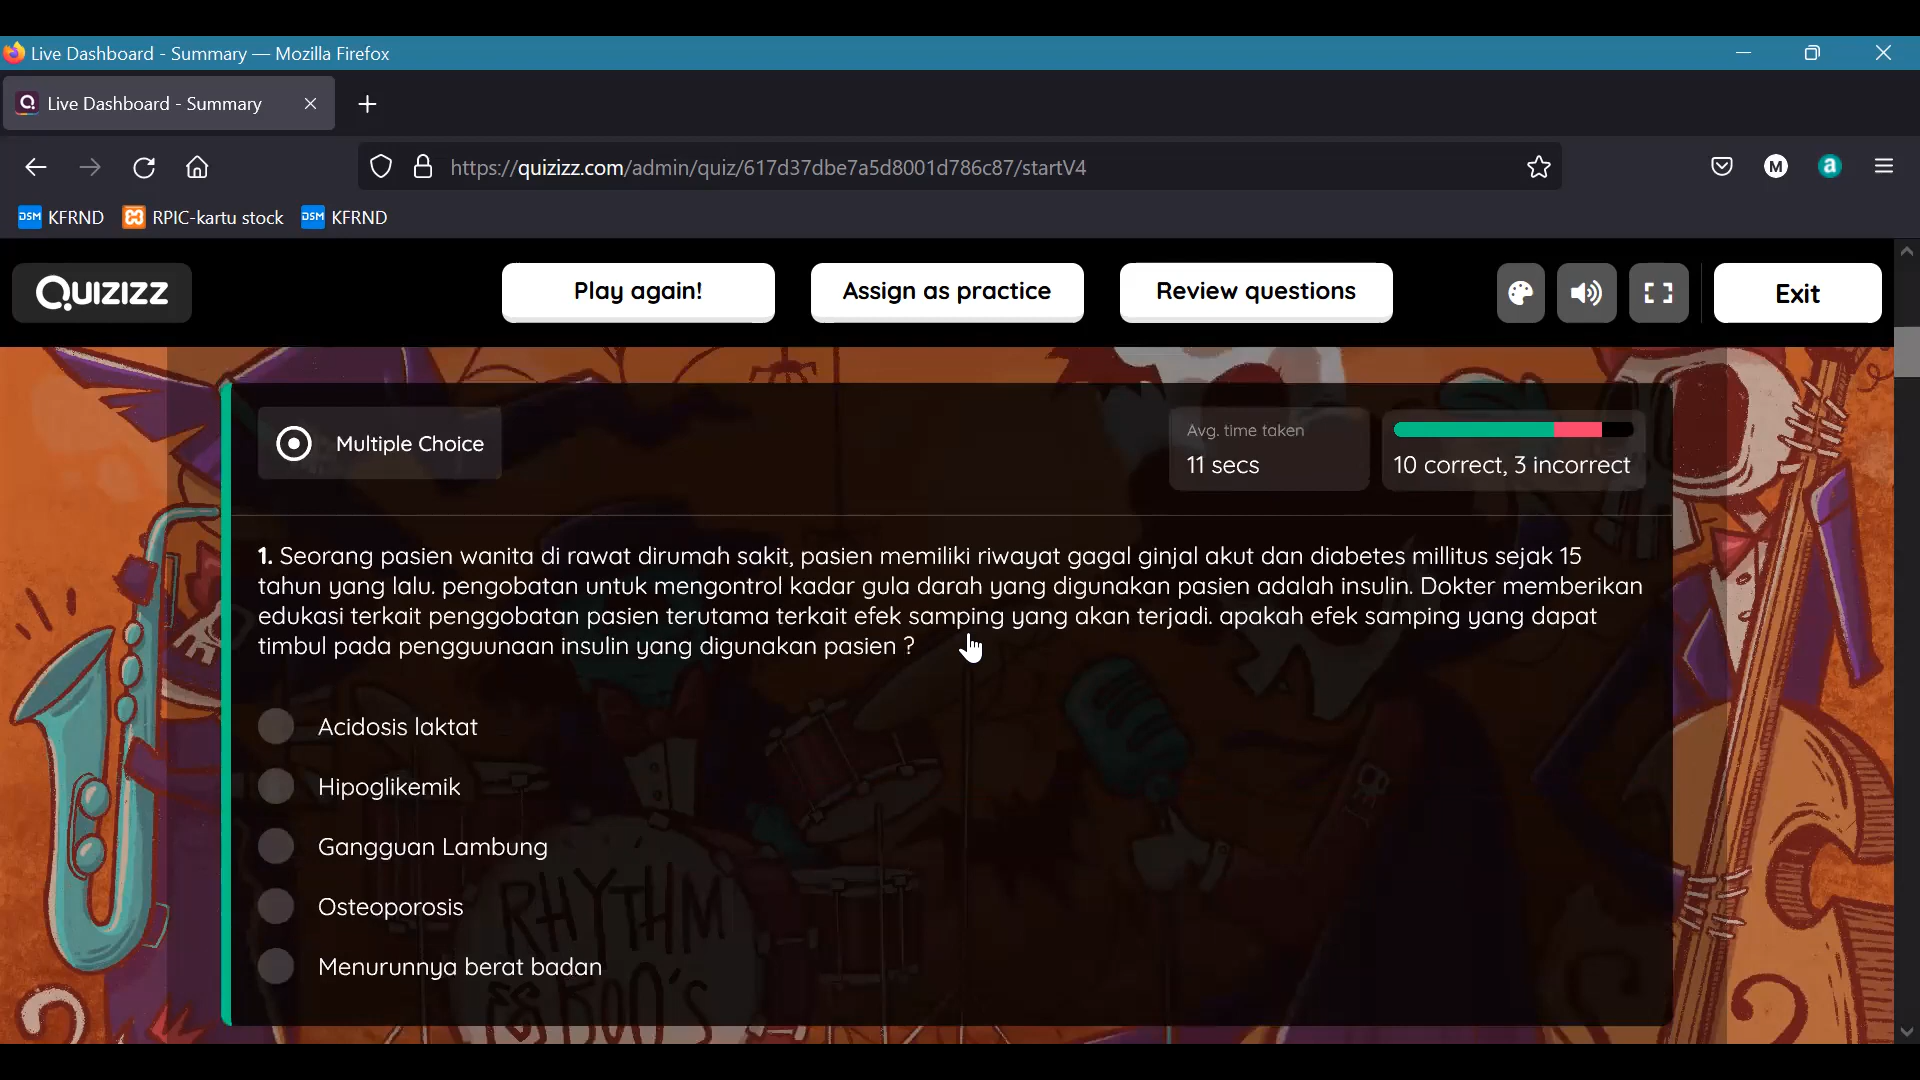 Live Dashboard - Summary — Mozilla Firefox
Live Dashboard - Summary
https://quizizz.com/admin/quiz/617d37dbe7a5d8001d786c87/startV4
M
a
DSM KFRND
RPIC-kartu stock
DSM KFRND
Quizizz
Play again!
Assign as practice
Review questions
Exit
Multiple Choice
Avg. time taken
11 secs
10 correct, 3 incorrect
1. Seorang pasien wanita di rawat dirumah sakit, pasien memiliki riwayat gagal ginjal akut dan diabetes millitus sejak 15
tahun yang lalu. pengobatan untuk mengontrol kadar gula darah yang digunakan pasien adalah insulin. Dokter memberikan
edukasi terkait penggobatan pasien terutama terkait efek samping yang akan terjadi. apakah efek samping yang dapat
timbul pada pengguunaan insulin yang digunakan pasien ?
Acidosis laktat
Hipoglikemik
Gangguan Lambung
Osteoporosis
Menurunnya berat badan
RHYTHM
& BOO'S